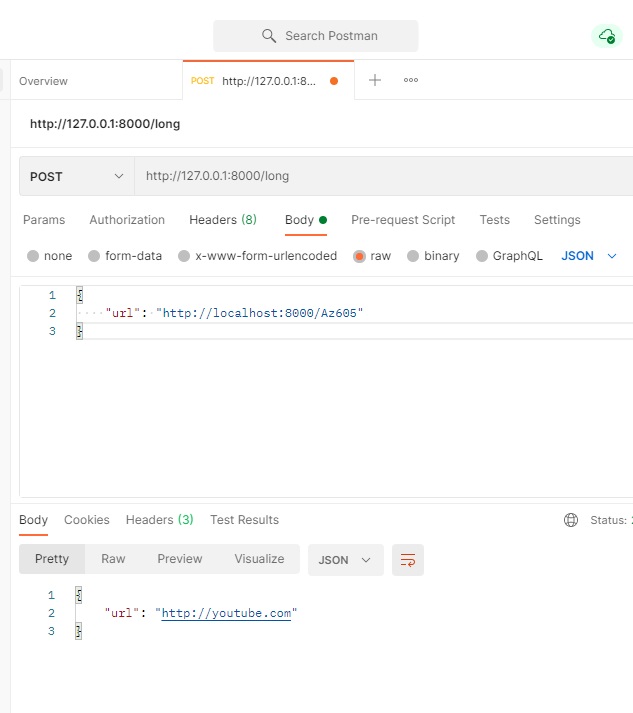 Search Postman
Overview
POST http://127.0.0.1:8...
http://127.0.0.1:8000/long
POST http://127.0.0.1:8000/long
Params Authorization Headers (8) Body Pre-request Script Tests Settings
none form-data x-www-form-urlencoded raw binary GraphQL JSON
1 {
2 "url": "http://localhost:8000/Az605"
3 }
Body Cookies Headers (3) Test Results Status:
Pretty Raw Preview Visualize JSON
1 {
2 "url": "http://youtube.com"
3 }